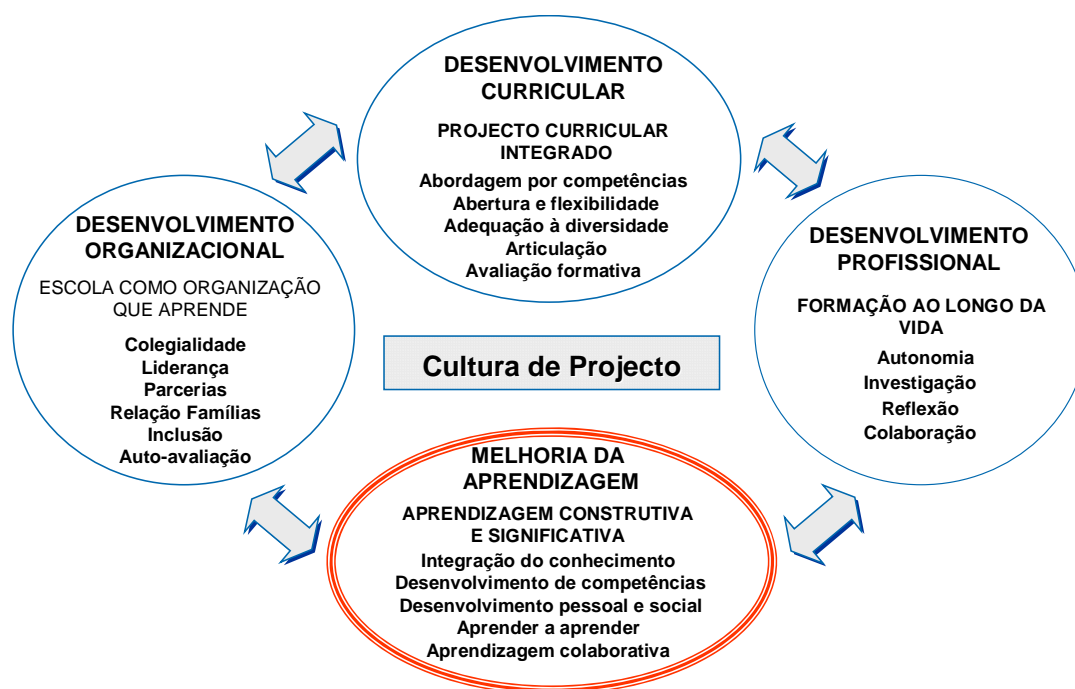 DESENVOLVIMENTO
CURRICULAR
PROJECTO CURRICULAR
INTEGRADO
Abordagem por competências
Abertura e flexibilidade
Adequação à diversidade
Articulação
Avaliação formativa
DESENVOLVIMENTO
ORGANIZACIONAL
ESCOLA COMO ORGANIZAÇÃO
QUE APRENDE
Colegialidade
Liderança
Parcerias
Relação Famílias
Inclusão
Auto-avaliação
DESENVOLVIMENTO
PROFISSIONAL
FORMAÇÃO AO LONGO DA
VIDA
Autonomia
Investigação
Reflexão
Colaboração
Cultura de Projecto
MELHORIA DA
APRENDIZAGEM
APRENDIZAGEM CONSTRUTIVA
E SIGNIFICATIVA
Integração do conhecimento
Desenvolvimento de competências
Desenvolvimento pessoal e social
Aprender a aprender
Aprendizagem colaborativa